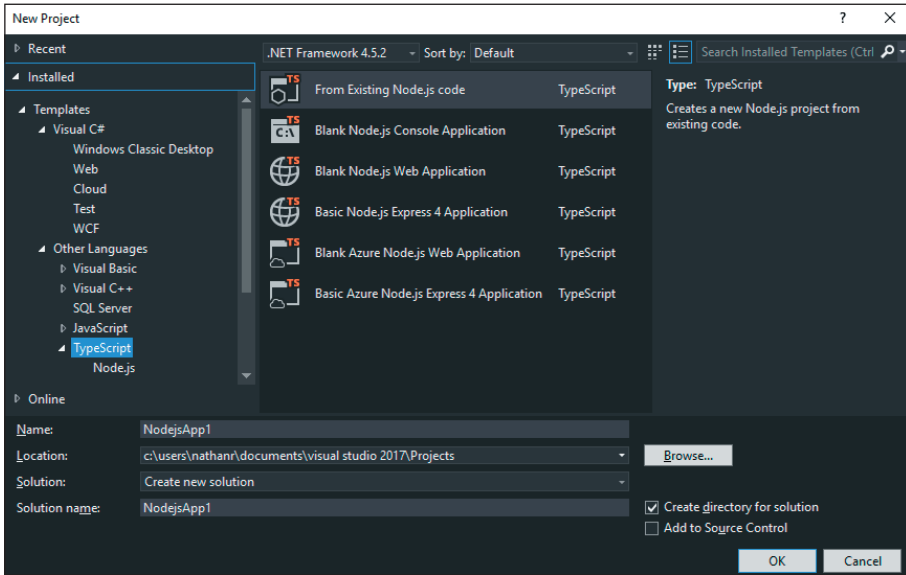 New Project ? ×
Recent
Installed
Templates
Visual C#
Windows Classic Desktop
Web
Cloud
Test
WCF
Other Languages
Visual Basic
Visual C++
SQL Server
JavaScript
TypeScript
Node.js
Online
.NET Framework 4.5.2 Sort by: Default
Search Installed Templates (Ctrl
TS From Existing Node.js code TypeScript
TS C:\ Blank Node.js Console Application TypeScript
TS Blank Node.js Web Application TypeScript
TS Basic Node.js Express 4 Application TypeScript
TS Blank Azure Node.js Web Application TypeScript
TS Basic Azure Node.js Express 4 Application TypeScript
Type: TypeScript
Creates a new Node.js project from
existing code.
Name: NodejsApp1
Location: c:\users\nathanr\documents\visual studio 2017\Projects Browse...
Solution: Create new solution
Solution name: NodejsApp1
Create directory for solution
Add to Source Control
OK Cancel